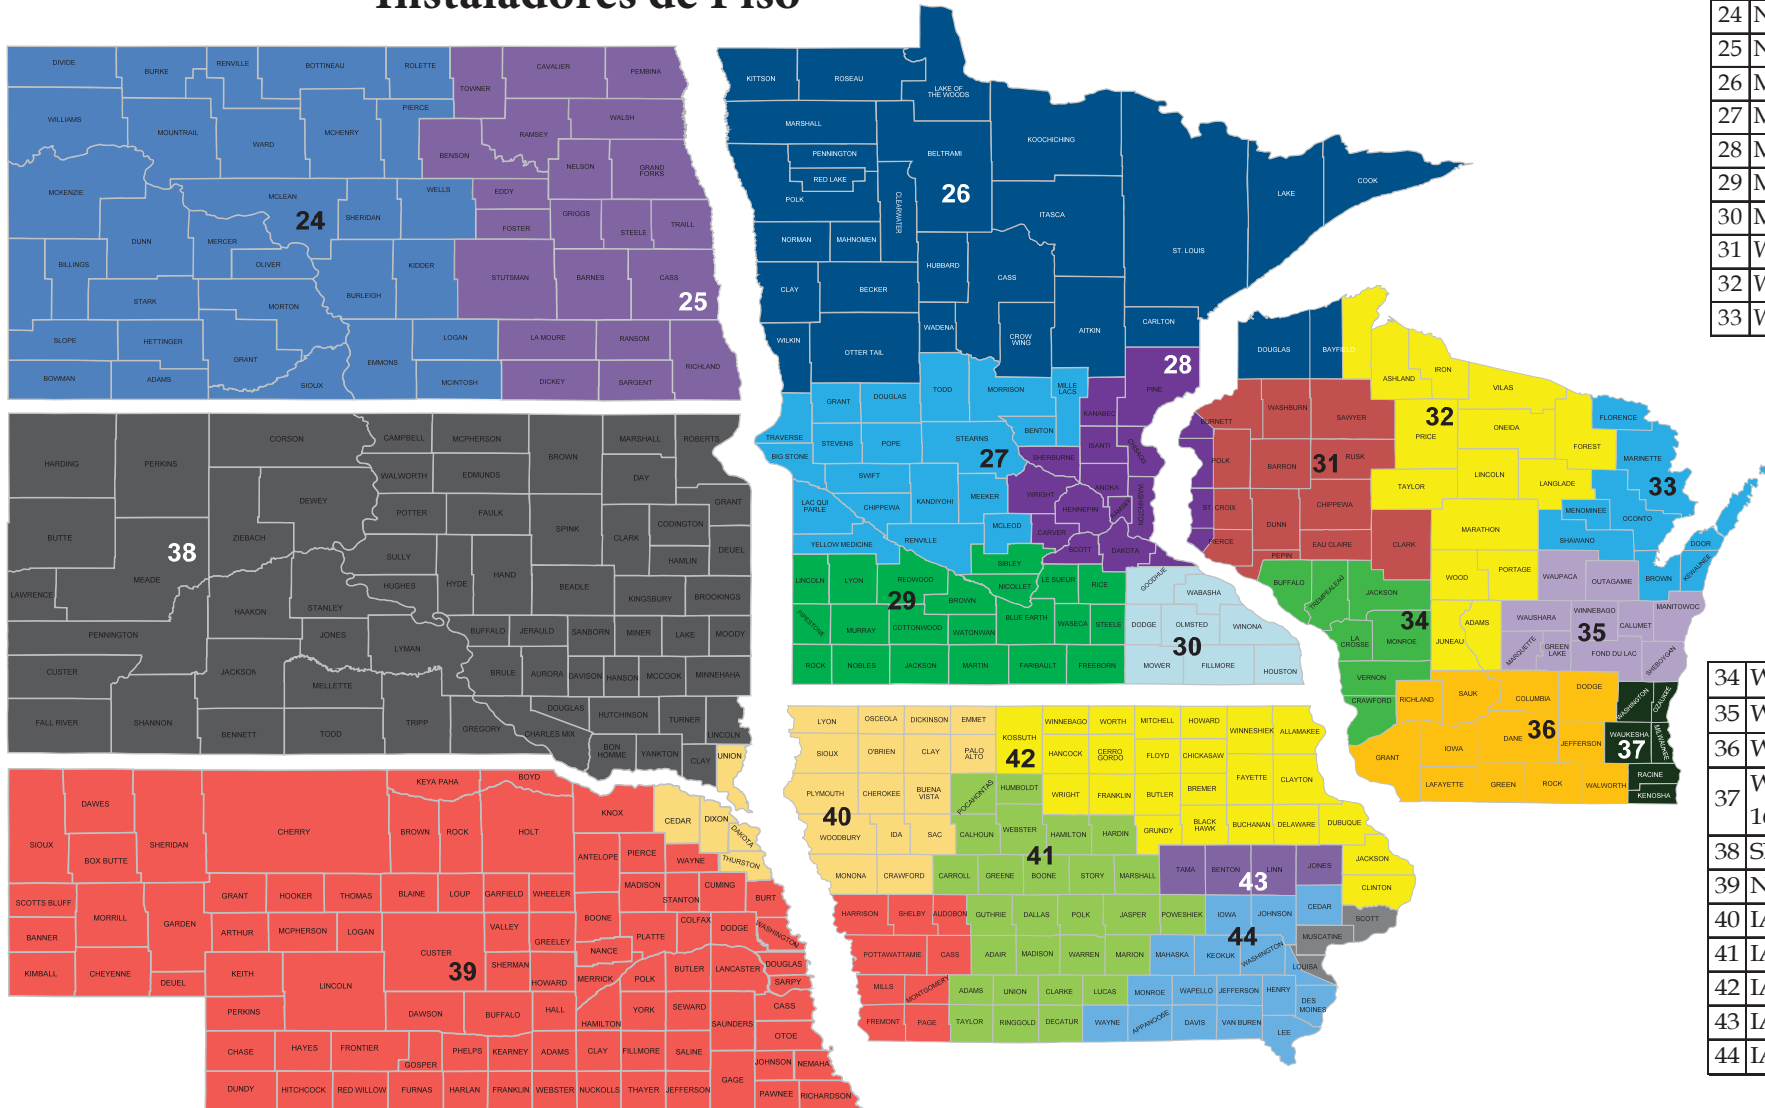 Instaladores de Piso
24 N
25 N
26 M
27 M
28 M
29 M
30 M
31 W
32 W
33 W
DIVIDE
BURKE
RENVILLE
BOTTINEAU
ROLETTE
TOWNER
CAVALIER
PEMBINA
WILLIAMS
MOUNTRAIL
WARD
MCHENRY
PIERCE
BENSON
RAMSEY
WALSH
NELSON
GRAND
FORKS
MCKENZIE
MCLEAN
24
SHERIDAN
WELLS
EDDY
FOSTER
GRIGGS
STEELE
TRAILL
DUNN
MERCER
OLIVER
BILLINGS
STARK
MORTON
BURLEIGH
KIDDER
STUTSMAN
BARNES
CASS
25
SLOPE
HETTINGER
GRANT
BOWMAN
ADAMS
SIOUX
EMMONS
LOGAN
MCINTOSH
LA MOURE
RANSOM
DICKEY
SARGENT
RICHLAND
KITTSON
ROSEAU
LAKE OF
THE WOODS
MARSHALL
PENNINGTON
RED LAKE
POLK
BELTRAMI
26
CLEARWATER
KOOCHICHING
ITASCA
ST. LOUIS
LAKE
COOK
NORMAN
MAHNOMEN
HUBBARD
CASS
CLAY
BECKER
WADENA
CROW
WING
AITKIN
CARLTON
WILKIN
OTTER TAIL
28
PINE
TODD
MORRISON
MILLE
LACS
KANABEC
GRANT
DOUGLAS
TRAVERSE
STEVENS
POPE
STEARNS
27
BENTON
ISANTI
CHISAGO
BIG STONE
SWIFT
SHERBURNE
LAC QUI
PARLE
CHIPPEWA
KANDIYOHI
MEEKER
WRIGHT
ANOKA
HENNEPIN
RAMSEY
WASHINGTON
YELLOW MEDICINE
RENVILLE
MCLEOD
CARVER
SCOTT
DAKOTA
LINCOLN
LYON
REDWOOD
29
BROWN
SIBLEY
NICOLLET
LE SUEUR
RICE
PIPESTONE
MURRAY
COTTONWOOD
WATONWAN
BLUE EARTH
WASECA
STEELE
ROCK
NOBLES
JACKSON
MARTIN
FARIBAULT
FREEBORN
GOODHUE
WABASHA
DODGE
OLMSTED
WINONA
30
MOWER
FILLMORE
HOUSTON
DOUGLAS
BAYFIELD
ASHLAND
IRON
VILAS
BURNETT
WASHBURN
SAWYER
32
PRICE
ONEIDA
FLORENCE
FOREST
MARINETTE
POLK
BARRON
31
RUSK
TAYLOR
LINCOLN
LANGLADE
33
MENOMINEE
OCONTO
ST CROIX
DUNN
CHIPPEWA
MARATHON
SHAWANO
DOOR
PIERCE
PEPIN
EAU CLAIRE
CLARK
BUFFALO
TREMPEALEAU
JACKSON
WOOD
PORTAGE
WAUPACA
OUTAGAMIE
BROWN
KEWAUNEE
34
LA
CROSSE
MONROE
JUNEAU
ADAMS
WAUSHARA
WINNEBAGO
35
CALUMET
MANITOWOC
MARQUETTE
GREEN
LAKE
FOND DU LAC
SHEBOYGAN
VERNON
CRAWFORD
RICHLAND
SAUK
COLUMBIA
DODGE
WASHINGTON
OZAUKEE
GRANT
IOWA
DANE
36
JEFFERSON
WAUKESHA
37
MILWAUKEE
LAFAYETTE
GREEN
ROCK
WALWORTH
RACINE
KENOSHA
34 W
35 W
36 W
37 W
1
38 S
39 N
40 IA
41 IA
42 IA
43 IA
44 IA
HARDING
PERKINS
CORSON
CAMPBELL
MCPHERSON
BROWN
MARSHALL
ROBERTS
WALWORTH
EDMUNDS
DAY
DEWEY
BUTTE
38
MEADE
ZIEBACH
POTTER
FAULK
SPINK
CLARK
CODINGTON
GRANT
SULLY
HAMLIN
DEUEL
LAWRENCE
HAAKON
STANLEY
HUGHES
HYDE
HAND
BEADLE
KINGSBURY
BROOKINGS
PENNINGTON
JONES
LYMAN
BUFFALO
JERAULD
SANBORN
MINER
LAKE
MOODY
CUSTER
JACKSON
MELLETTE
BRULE
AURORA
DAVISON
HANSON
MCCOOK
MINNEHAHA
FALL RIVER
SHANNON
BENNETT
TODD
TRIPP
GREGORY
DOUGLAS
CHARLES MIX
HUTCHINSON
TURNER
LINCOLN
BON
HOMME
YANKTON
CLAY
UNION
SIOUX
DAWES
BOX BUTTE
SHERIDAN
CHERRY
KEYA PAHA
BOYD
BROWN
ROCK
HOLT
KNOX
CEDAR
DIXON
DAKOTA
ANTELOPE
PIERCE
WAYNE
THURSTON
SCOTTS BLUFF
MORRILL
GARDEN
GRANT
HOOKER
THOMAS
BLAINE
LOUP
GARFIELD
WHEELER
MADISON
STANTON
CUMING
BURT
BANNER
ARTHUR
MCPHERSON
LOGAN
CUSTER
39
VALLEY
GREELEY
BOONE
NANCE
PLATTE
COLFAX
DODGE
WASHINGTON
KIMBALL
CHEYENNE
DEUEL
KEITH
LINCOLN
SHERMAN
HOWARD
MERRICK
POLK
BUTLER
LANCASTER
DOUGLAS
SARPY
PERKINS
DAWSON
BUFFALO
HALL
HAMILTON
YORK
SEWARD
SAUNDERS
CASS
OTOE
CHASE
HAYES
FRONTIER
GOSPER
PHELPS
KEARNEY
ADAMS
CLAY
FILLMORE
SALINE
GAGE
JOHNSON
NEMAHA
DUNDY
HITCHCOCK
RED WILLOW
FURNAS
HARLAN
FRANKLIN
WEBSTER
NUCKOLLS
THAYER
JEFFERSON
PAWNEE
RICHARDSON
LYON
OSCEOLA
DICKINSON
EMMET
KOSSUTH
42
WINNEBAGO
WORTH
MITCHELL
HOWARD
WINNESHIEK
ALLAMAKEE
SIOUX
O'BRIEN
CLAY
PALO
ALTO
HANCOCK
CERRO
GORDO
FLOYD
CHICKASAW
PLYMOUTH
CHEROKEE
BUENA
VISTA
POCAHONTAS
HUMBOLDT
WRIGHT
FRANKLIN
BUTLER
BREMER
FAYETTE
CLAYTON
40
WOODBURY
IDA
SAC
CALHOUN
WEBSTER
HAMILTON
HARDIN
GRUNDY
BLACK
HAWK
BUCHANAN
DELAWARE
DUBUQUE
41
MONONA
CRAWFORD
CARROLL
GREENE
BOONE
STORY
MARSHALL
TAMA
BENTON
LINN
43
JONES
JACKSON
CLINTON
HARRISON
SHELBY
AUDOBON
GUTHRIE
DALLAS
POLK
JASPER
POWESHIEK
IOWA
JOHNSON
CEDAR
SCOTT
44
MUSCATINE
POTTAWATTAMIE
CASS
ADAIR
MADISON
WARREN
MARION
MAHASKA
KEOKUK
WASHINGTON
LOUISA
MILLS
MONTGOMERY
ADAMS
UNION
CLARKE
LUCAS
MONROE
WAPELLO
JEFFERSON
HENRY
DES
MOINES
FREMONT
PAGE
TAYLOR
RINGGOLD
DECATUR
WAYNE
APPANOOSE
DAVIS
VAN BUREN
LEE